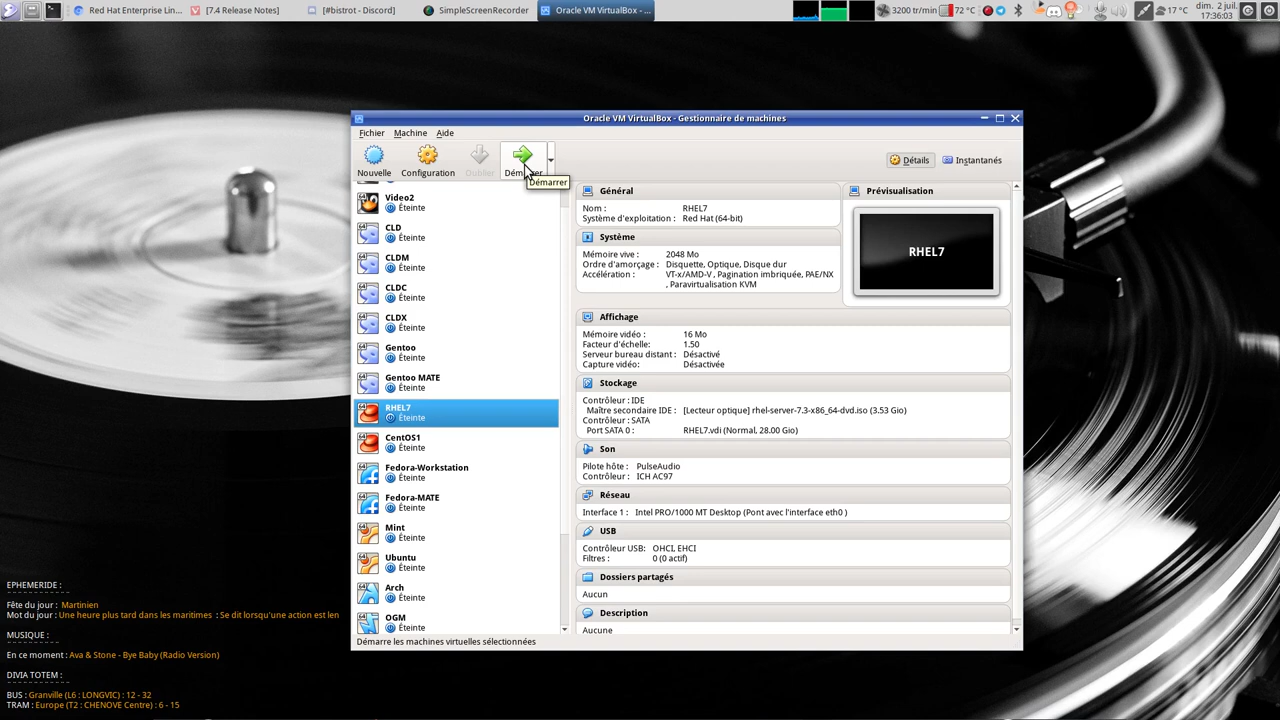 Red Hat Enterprise Lin...
[7.4 Release Notes]
[#bistrot - Discord]
SimpleScreenRecorder
Oracle VM VirtualBox - ...
3200 tr/min
72 °C
17 °C
dim. 2 juil.
17:36:03
Oracle VM VirtualBox - Gestionnaire de machines
Fichier Machine Aide
Nouvelle Configuration Oublier Démarrer
Détails Instantanés
Démarrer
Video2
Éteinte
CLD
Éteinte
CLDM
Éteinte
CLDC
Éteinte
CLDX
Éteinte
Gentoo
Éteinte
Gentoo MATE
Éteinte
RHEL7
Éteinte
CentOS1
Éteinte
Fedora-Workstation
Éteinte
Fedora-MATE
Éteinte
Mint
Éteinte
Ubuntu
Éteinte
Arch
Éteinte
OGM
Éteinte
Général
Nom : RHEL7
Système d'exploitation : Red Hat (64-bit)
Système
Mémoire vive : 2048 Mo
Ordre d'amorçage : Disquette, Optique, Disque dur
Accélération : VT-x/AMD-V , Pagination imbriquée, PAE/NX
, Paravirtualisation KVM
Prévisualisation
RHEL7
Affichage
Mémoire vidéo : 16 Mo
Facteur d'échelle: 1.50
Serveur bureau distant : Désactivé
Capture vidéo: Désactivée
Stockage
Contrôleur : IDE
Maître secondaire IDE : [Lecteur optique] rhel-server-7.3-x86_64-dvd.iso (3.53 Gio)
Contrôleur : SATA
Port SATA 0 : RHEL7.vdi (Normal, 28.00 Gio)
Son
Pilote hôte : PulseAudio
Contrôleur : ICH AC97
Réseau
Interface 1 : Intel PRO/1000 MT Desktop (Pont avec l'interface eth0 )
USB
Contrôleur USB: OHCI, EHCI
Filtres : 0 (0 actif)
Dossiers partagés
Aucun
Description
Aucune
Démarre les machines virtuelles sélectionnées
EPHEMERIDE :
Fête du jour : Martinien
Mot du jour : Une heure plus tard dans les maritimes : Se dit lorsqu'une action est len
MUSIQUE :
En ce moment : Ava & Stone - Bye Baby (Radio Version)
DIVIA TOTEM :
BUS : Granville (L6 : LONGVIC) : 12 - 32
TRAM : Europe (T2 : CHENOVE Centre) : 6 - 15